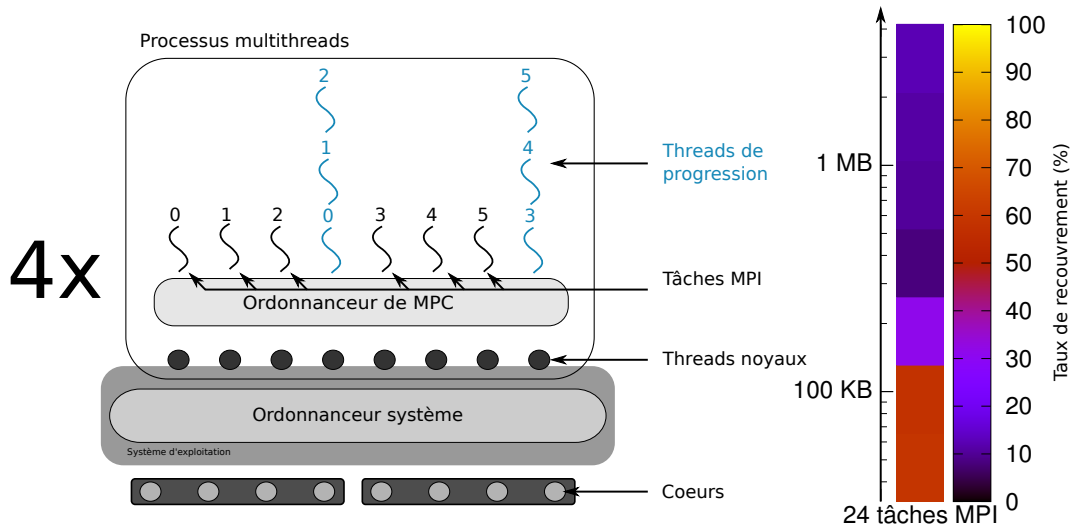 Processus multithreads
4x
2
5
1
4
0 1 2 0 3 4 5 3
Threads de
progression
Tâches MPI
Ordonnanceur de MPC
Threads noyaux
Ordonnanceur système
Système d'exploitation
Coeurs
1 MB
100 KB
24 tâches MPI
100
90
80
70
60
50
40
30
20
10
0
Taux de recouvrement (%)